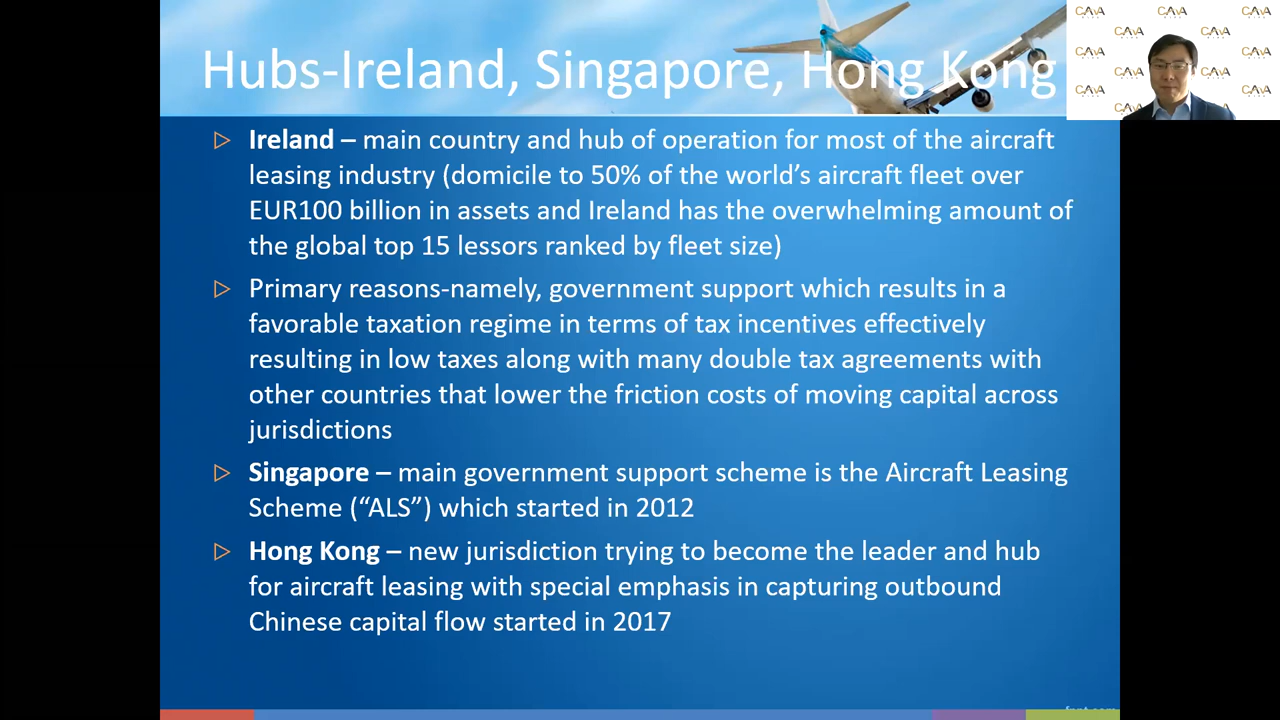 Hubs-Ireland, Singapore, Hong Kong
Ireland – main country and hub of operation for most of the aircraft
leasing industry (domicile to 50% of the world’s aircraft fleet over
EUR100 billion in assets and Ireland has the overwhelming amount of
the global top 15 lessors ranked by fleet size)
Primary reasons-namely, government support which results in a
favorable taxation regime in terms of tax incentives effectively
resulting in low taxes along with many double tax agreements with
other countries that lower the friction costs of moving capital across
jurisdictions
Singapore – main government support scheme is the Aircraft Leasing
Scheme (“ALS”) which started in 2012
Hong Kong – new jurisdiction trying to become the leader and hub
for aircraft leasing with special emphasis in capturing outbound
Chinese capital flow started in 2017